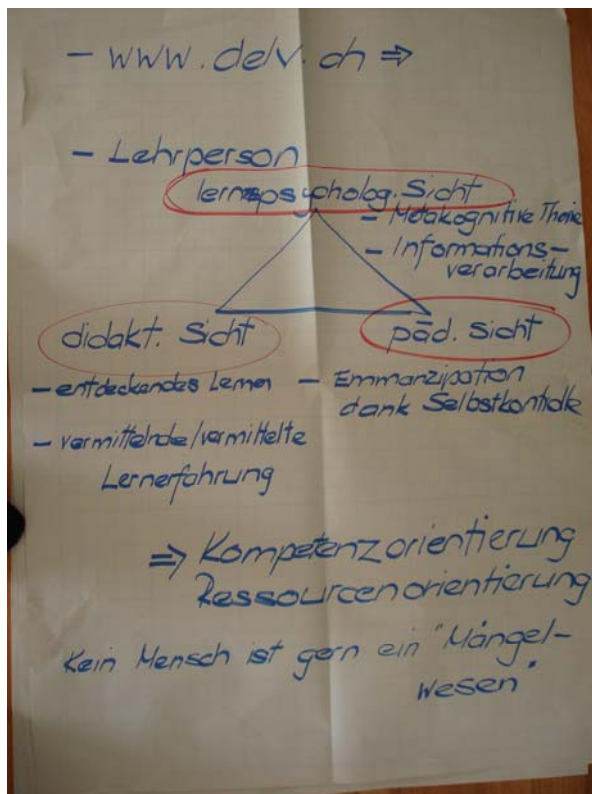 - www.delv.ch ⇒
- Lehrperson
lernpsycholog. Sicht
- Metakognitive Theorie
- Informations-
verarbeitung
didakt. Sicht
päd. Sicht
- entdeckendes Lernen
- vermittelnde/vermittelte
Lernerfahrung
- Emmanzipation
dank Selbstkontrolle
⇒ Kompetenzorientierung
Ressourcenorientierung
Kein Mensch ist gern ein "Mängel-
wesen"